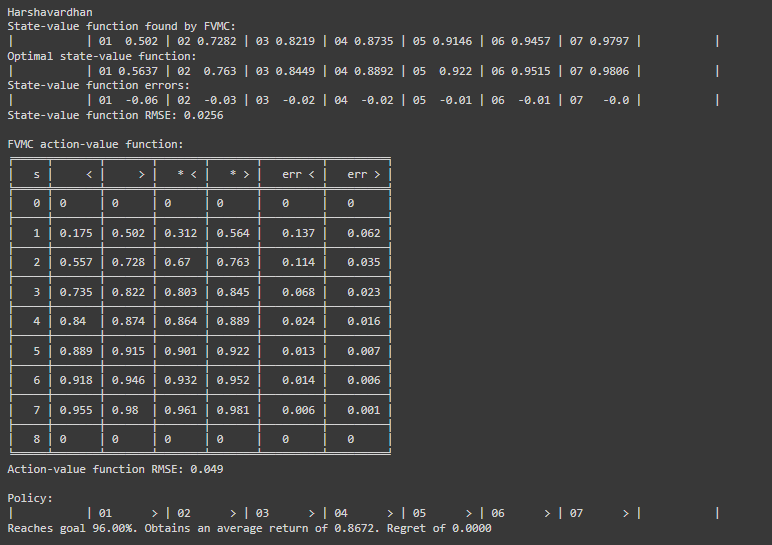 Harshavardhan
State-value function found by FVMC:
|           | 01  0.502 | 02 0.7282 | 03 0.8219 | 04 0.8735 | 05 0.9146 | 06 0.9457 | 07 0.9797 |           |
Optimal state-value function:
|           | 01 0.5637 | 02  0.763 | 03 0.8449 | 04 0.8892 | 05  0.922 | 06 0.9515 | 07 0.9806 |           |
State-value function errors:
|           | 01  -0.06 | 02  -0.03 | 03  -0.02 | 04  -0.02 | 05  -0.01 | 06  -0.01 | 07   -0.0 |           |
State-value function RMSE: 0.0256
FVMC action-value function:
| s | < | > | * < | * > | err < | err > |
| 0 | 0 | 0 | 0 | 0 | 0 | 0 |
| 1 | 0.175 | 0.502 | 0.312 | 0.564 | 0.137 | 0.062 |
| 2 | 0.557 | 0.728 | 0.67 | 0.763 | 0.114 | 0.035 |
| 3 | 0.735 | 0.822 | 0.803 | 0.845 | 0.068 | 0.023 |
| 4 | 0.84 | 0.874 | 0.864 | 0.889 | 0.024 | 0.016 |
| 5 | 0.889 | 0.915 | 0.901 | 0.922 | 0.013 | 0.007 |
| 6 | 0.918 | 0.946 | 0.932 | 0.952 | 0.014 | 0.006 |
| 7 | 0.955 | 0.98 | 0.961 | 0.981 | 0.006 | 0.001 |
| 8 | 0 | 0 | 0 | 0 | 0 | 0 |
Action-value function RMSE: 0.049
Policy:
|           | 01      > | 02      > | 03      > | 04      > | 05      > | 06      > | 07      > |           |
Reaches goal 96.00%. Obtains an average return of 0.8672. Regret of 0.0000